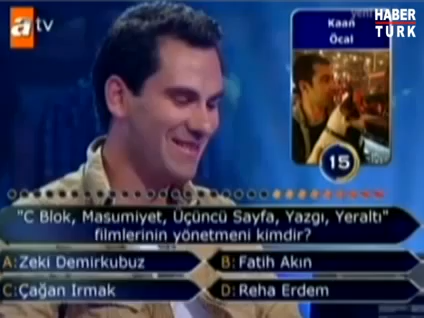 atv
HABER
TÜRK
Kaan
Öcal
15
"C Blok, Masumiyet, Üçüncü Sayfa, Yazgı, Yeraltı"
filmlerinin yönetmeni kimdir?
A: Zeki Demirkubuz
B: Fatih Akın
C: Çağan Irmak
D: Reha Erdem